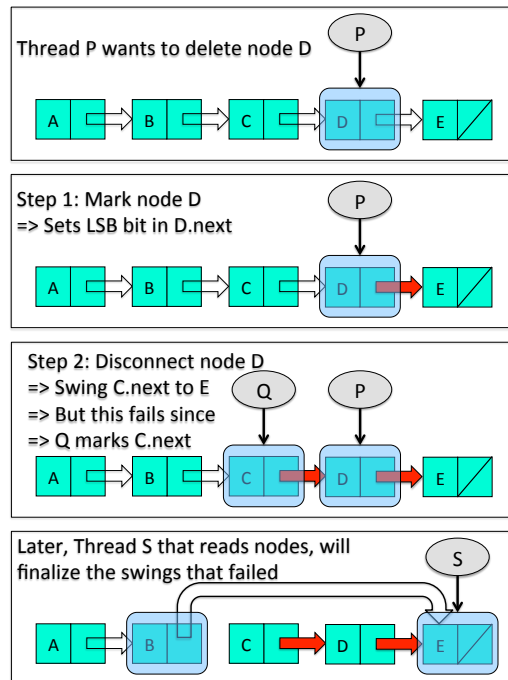 Thread P wants to delete node D
P
A B C D E
Step 1: Mark node D
=> Sets LSB bit in D.next
P
A B C D E
Step 2: Disconnect node D
=> Swing C.next to E
=> But this fails since
=> Q marks C.next
Q P
A B C D E
Later, Thread S that reads nodes, will
finalize the swings that failed
S
A B C D E